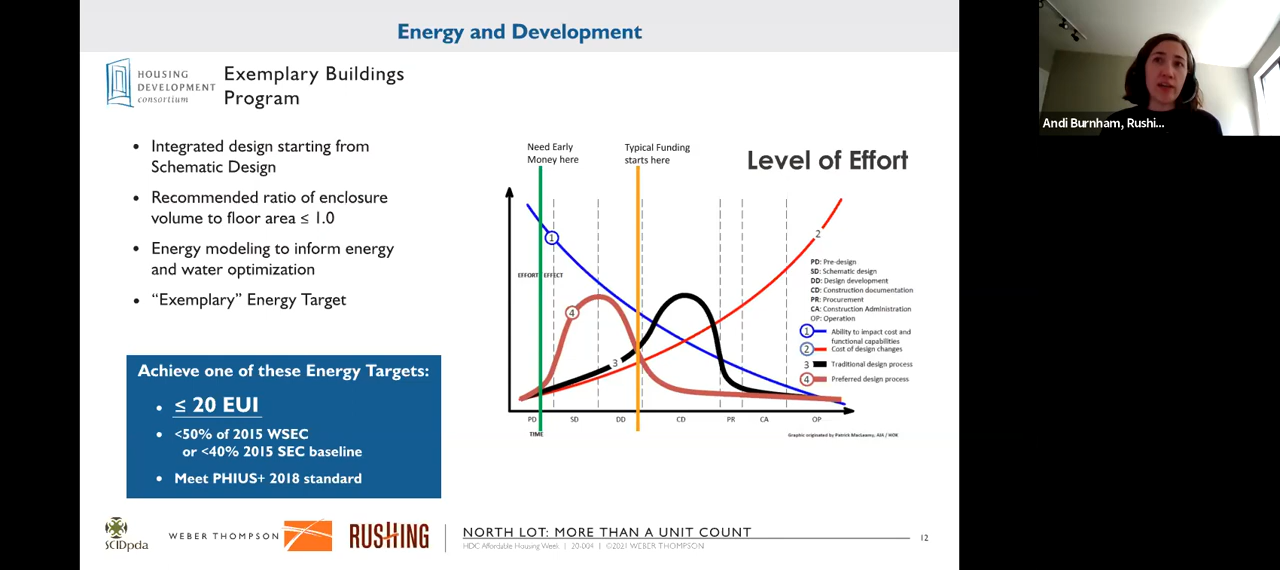 Energy and Development
HOUSING
DEVELOPMENT
consortium
Exemplary Buildings
Program
• Integrated design starting from
Schematic Design
• Recommended ratio of enclosure
volume to floor area ≤ 1.0
• Energy modeling to inform energy
and water optimization
• “Exemplary” Energy Target
Achieve one of these Energy Targets:
• ≤ 20 EUI
• <50% of 2015 WSEC
or <40% 2015 SEC baseline
• Meet PHIUS+ 2018 standard
Need Early
Money here
Typical Funding
starts here
Level of Effort
1
2
EFFORT/EFFECT
4
3
PD: Pre-design
SD: Schematic design
DD: Design development
CD: Construction documentation
PR: Procurement
CA: Construction Administration
OP: Operation
1 Ability to impact cost and
functional capabilities
2 Cost of design changes
3 Traditional design process
4 Preferred design process
PD SD DD CD PR CA OP
TIME
Graphic originated by Patrick MacLeamy, AIA / HOK
SCIDpda
WEBER THOMPSON
RUSHING
NORTH LOT: MORE THAN A UNIT COUNT
HDC Affordable Housing Week | 20-004 | ©2021 WEBER THOMPSON
12
Andi Burnham, Rushi...